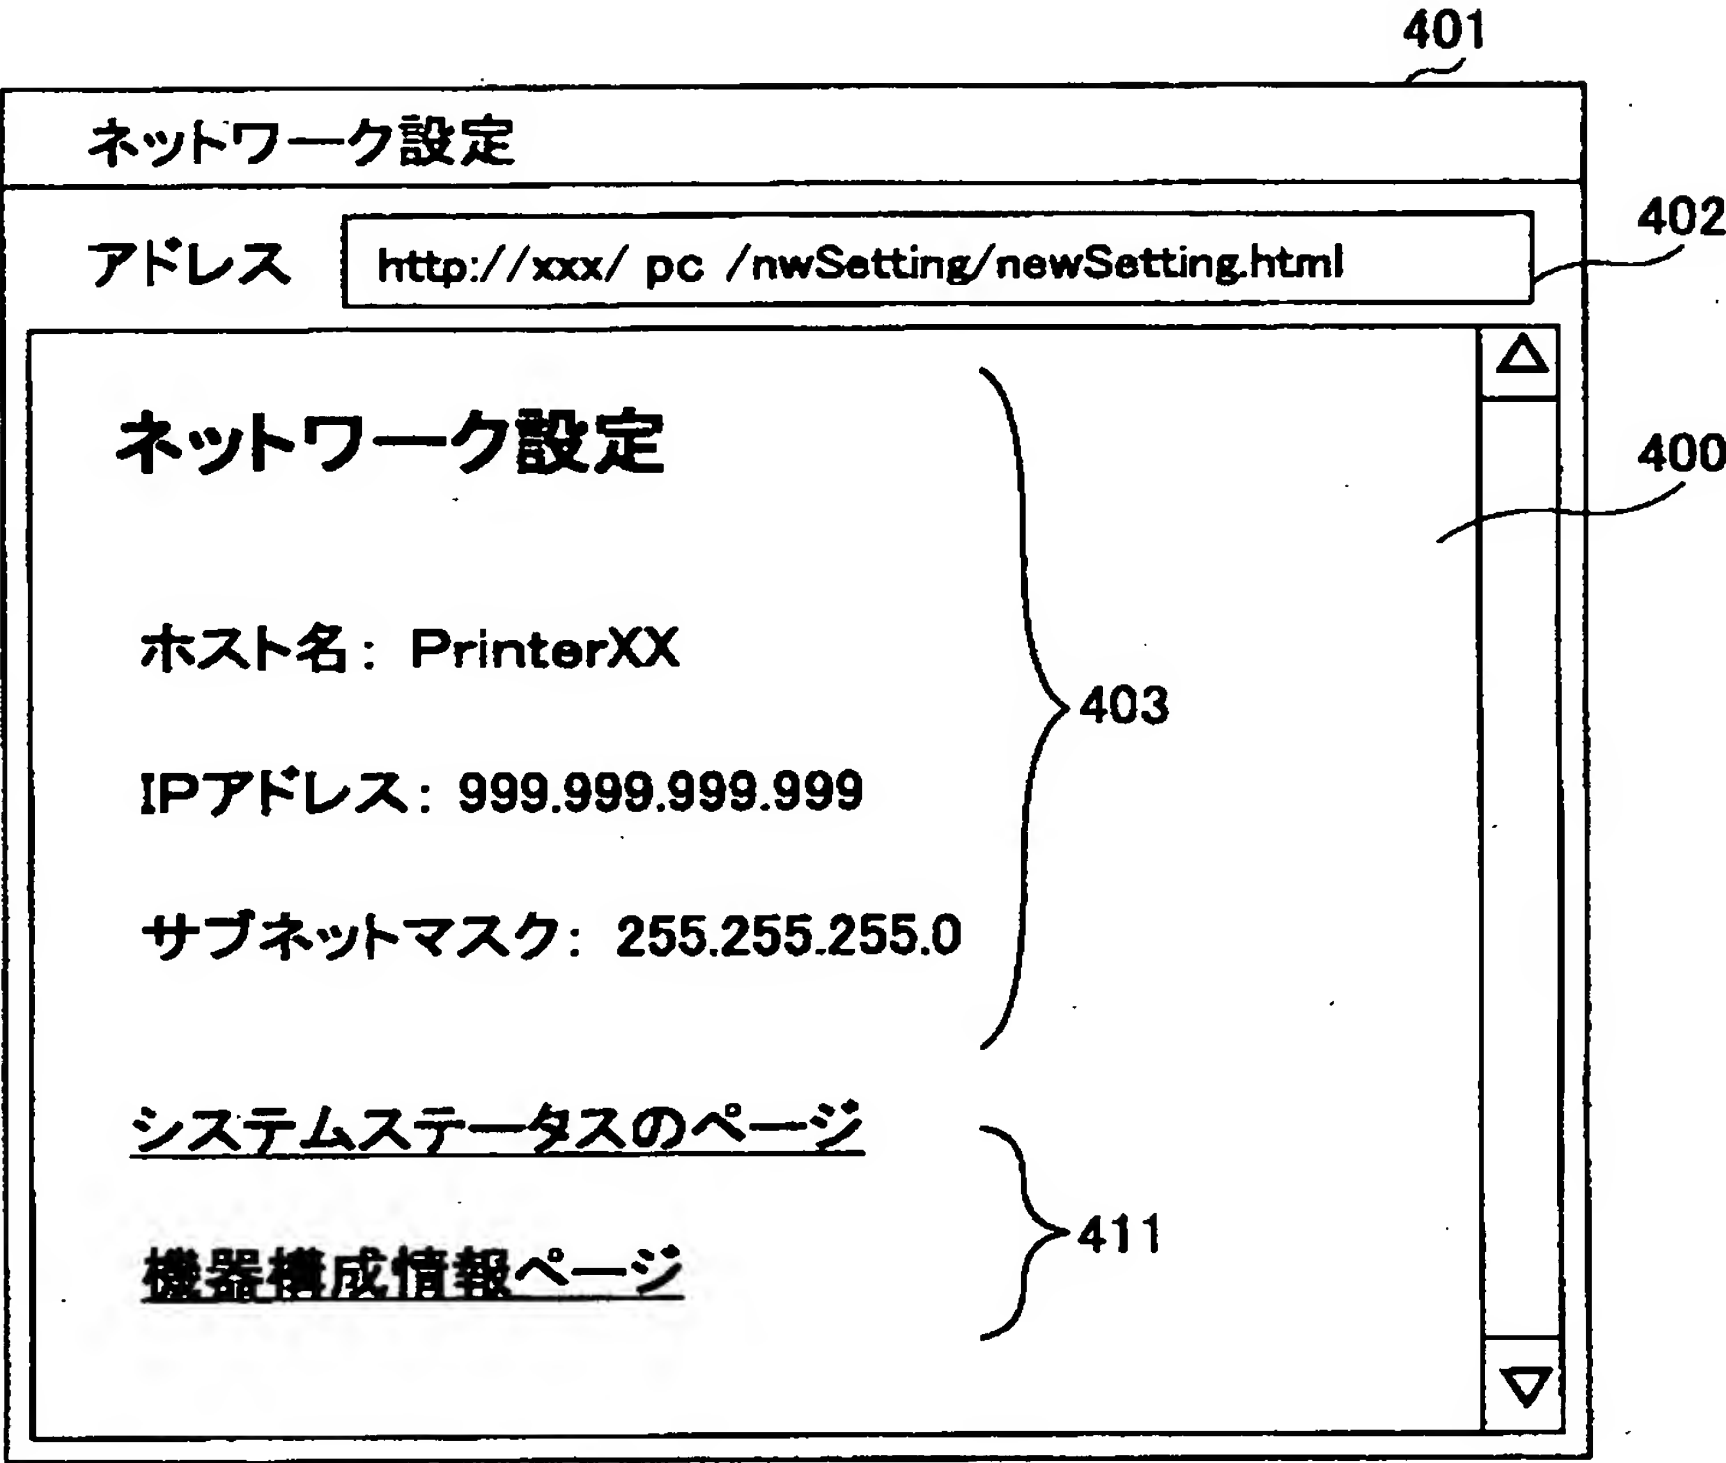 401
ネットワーク設定
402
アドレス http://xxx/ pc /nwSetting/newSetting.html
ネットワーク設定
400
ホスト名: PrinterXX
403
IPアドレス: 999.999.999.999
サブネットマスク: 255.255.255.0
システムステータスのページ
411
機器構成情報ページ